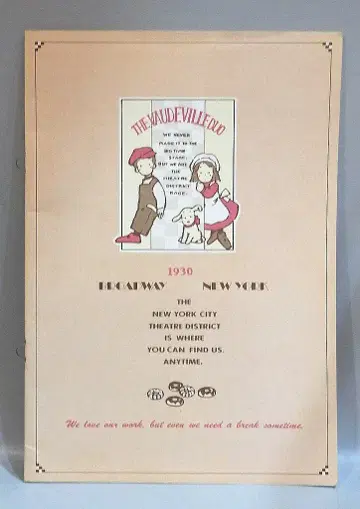 THE VAUDEVILLE DUO
WE NEVER
MADE IT TO THE
BIG TIME
STAGE,
BUT WE ARE
THE
THEATRE
DISTRICT
RAGE.
1930
BROADWAY NEW YORK
THE
NEW YORK CITY
THEATRE DISTRICT
IS WHERE
YOU CAN FIND US.
ANYTIME.
We love our work, but even we need a break sometime.